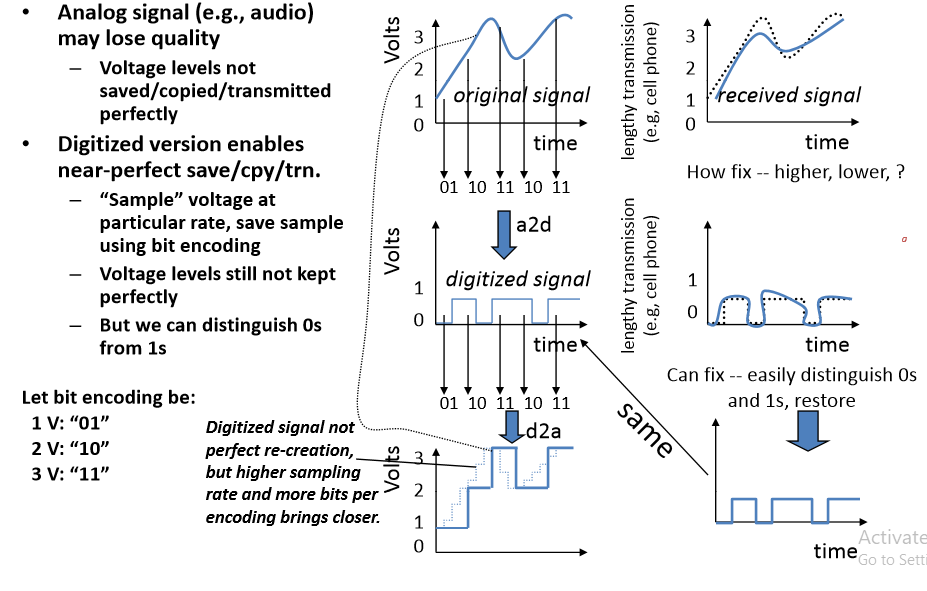 • Analog signal (e.g., audio)
may lose quality
– Voltage levels not
saved/copied/transmitted
perfectly
• Digitized version enables
near-perfect save/cpy/trn.
– “Sample” voltage at
particular rate, save sample
using bit encoding
– Voltage levels still not kept
perfectly
– But we can distinguish 0s
from 1s
Let bit encoding be:
1 V: “01”
2 V: “10”
3 V: “11”
Volts
3
2
1
0
original signal
time
01 10 11 10 11
a2d
Volts
1
0
digitized signal
time
01 10 11 10 11
d2a
Digitized signal not
perfect re-creation,
but higher sampling
rate and more bits per
encoding brings closer.
Volts
3
2
1
0
lengthy transmission
(e.g, cell phone)
3
2
1
0
received signal
time
How fix -- higher, lower, ?
lengthy transmission
(e.g, cell phone)
1
0
time
a
Can fix -- easily distinguish 0s
and 1s, restore
same
time
Activate
Go to Setti